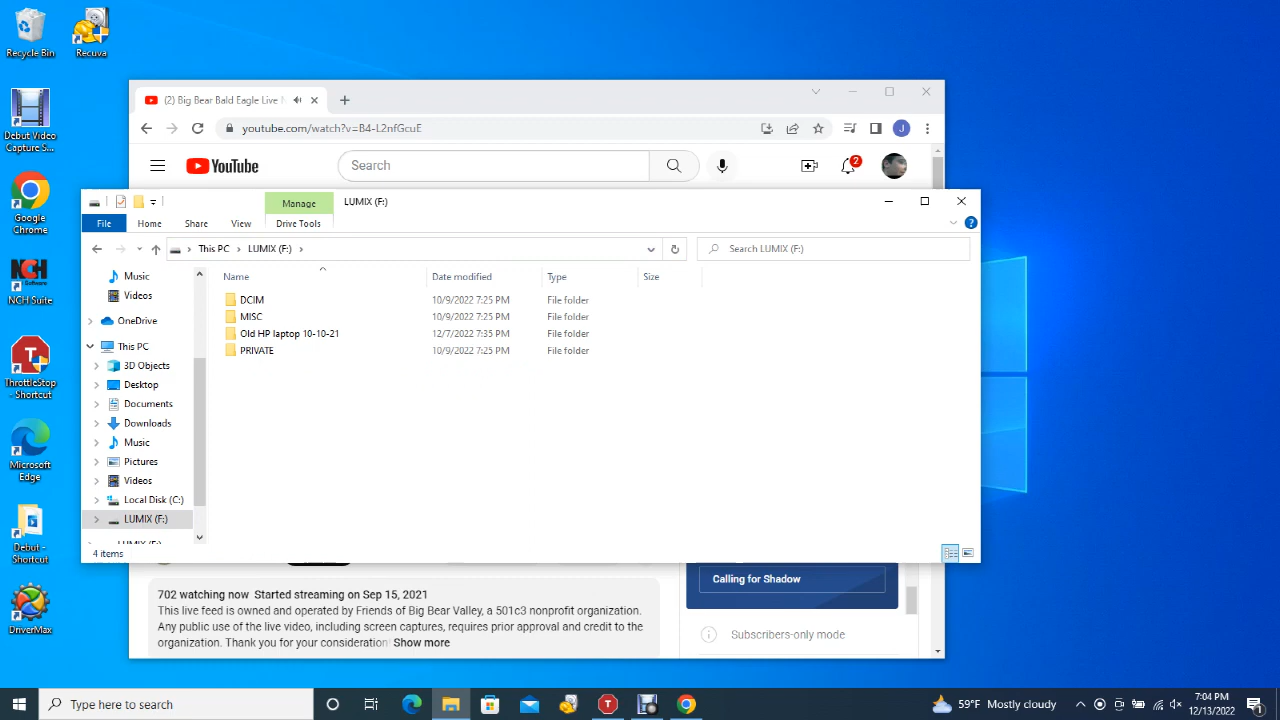 Recycle Bin
Recuva
Debut Video
Capture S...
Google
Chrome
NCH Suite
ThrottleStop
- Shortcut
Microsoft
Edge
Debut -
Shortcut
DriverMax
(2) Big Bear Bald Eagle Live
youtube.com/watch?v=B4-L2nfGcuE
YouTube
Search
2
J
Manage
LUMIX (F:)
File
Home
Share
View
Drive Tools
This PC > LUMIX (F:) >
Search LUMIX (F:)
Name
Date modified
Type
Size
DCIM 10/9/2022 7:25 PM File folder
MISC 10/9/2022 7:25 PM File folder
Old HP laptop 10-10-21 12/7/2022 7:35 PM File folder
PRIVATE 10/9/2022 7:25 PM File folder
Music
Videos
OneDrive
This PC
3D Objects
Desktop
Documents
Downloads
Music
Pictures
Videos
Local Disk (C:)
LUMIX (F:)
LUMIX (F:)
4 items
702 watching now Started streaming on Sep 15, 2021
This live feed is owned and operated by Friends of Big Bear Valley, a 501c3 nonprofit organization.
Any public use of the live video, including screen captures, requires prior approval and credit to the
organization. Thank you for your consideration! Show more
Calling for Shadow
Subscribers-only mode
Type here to search
59°F Mostly cloudy
7:04 PM
12/13/2022
1